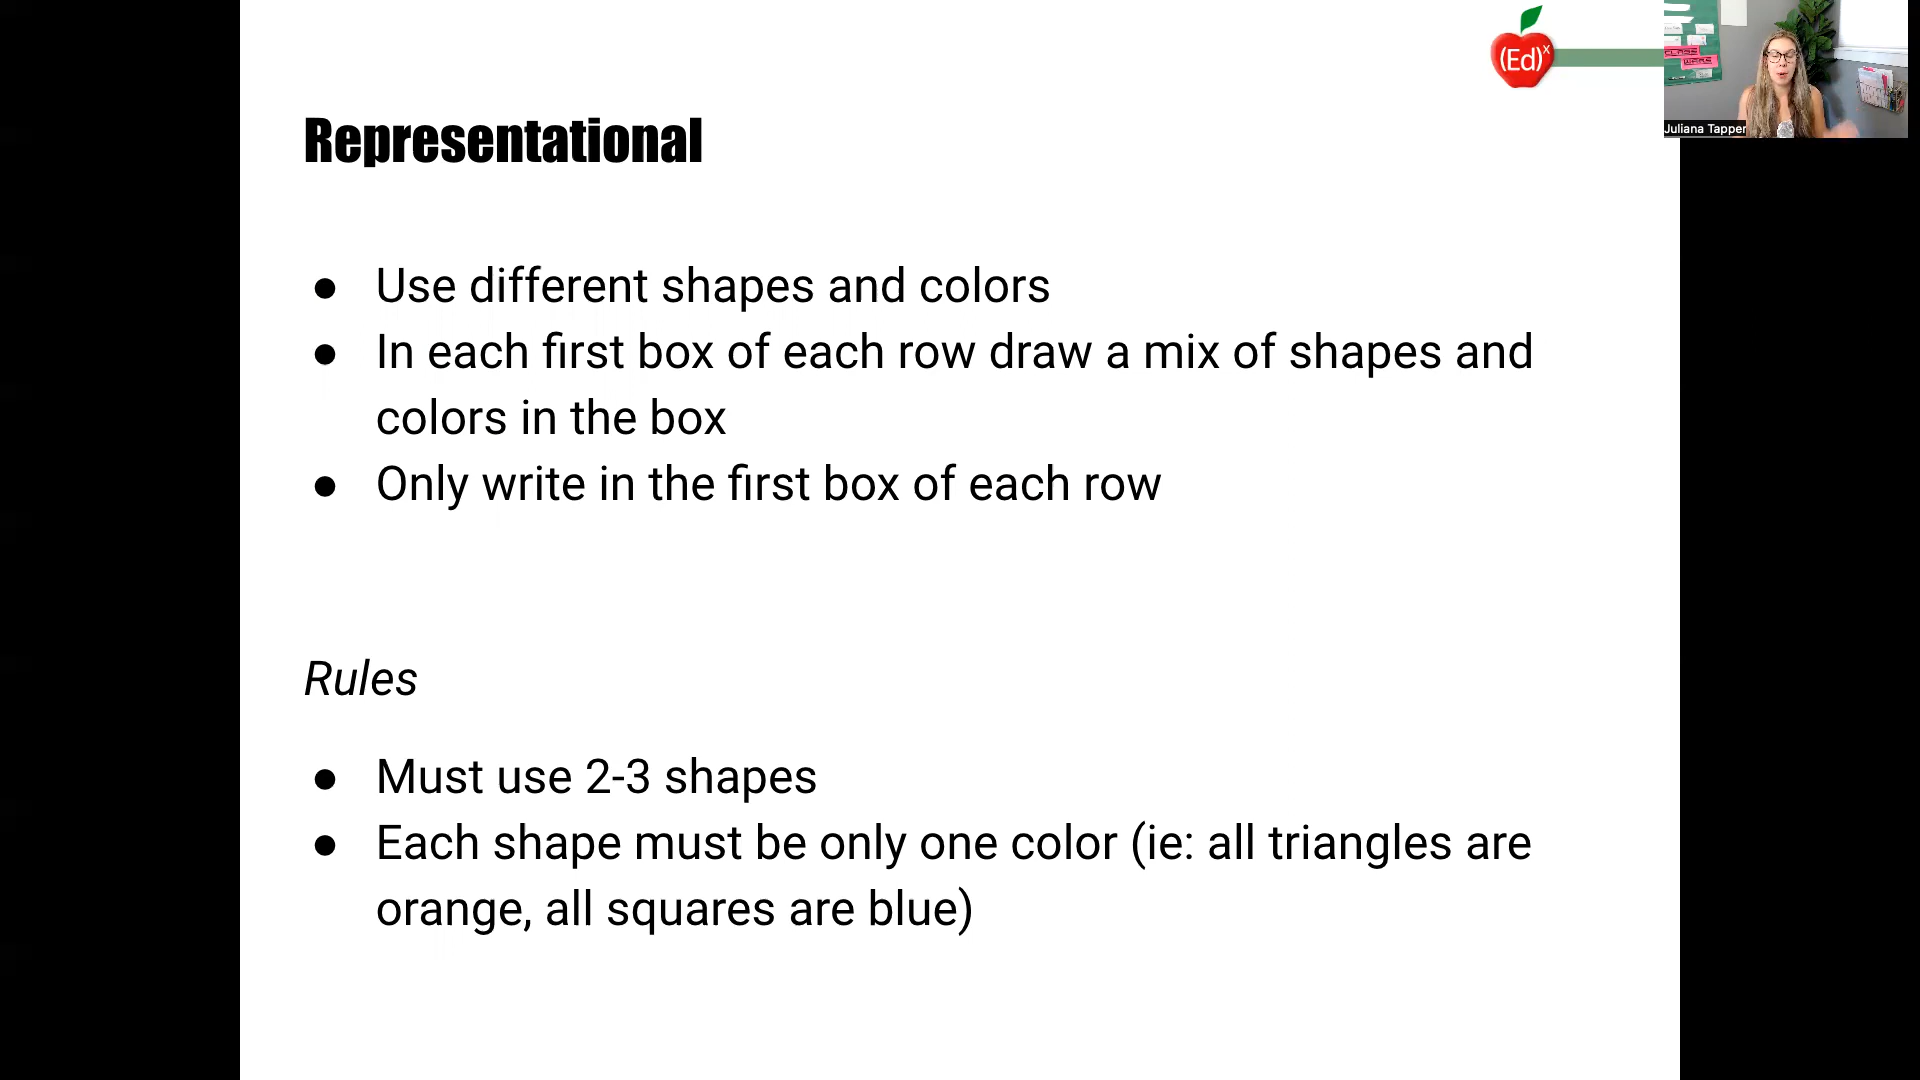 (Ed)x
Juliana Tapper
Representational
● Use different shapes and colors
● In each first box of each row draw a mix of shapes and
colors in the box
● Only write in the first box of each row
Rules
● Must use 2-3 shapes
● Each shape must be only one color (ie: all triangles are
orange, all squares are blue)